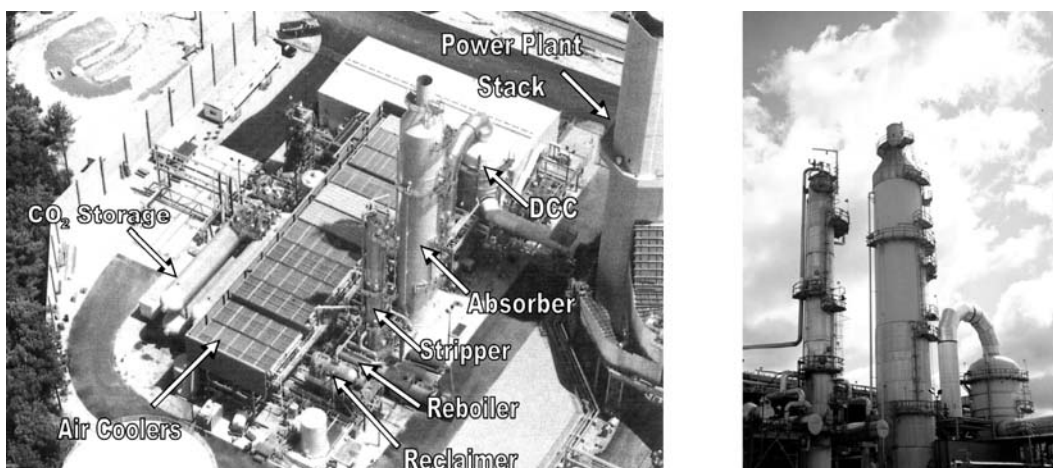 Power Plant
Stack
DCC
CO₂ Storage
Absorber
Stripper
Reboiler
Air Coolers
Reclaimer